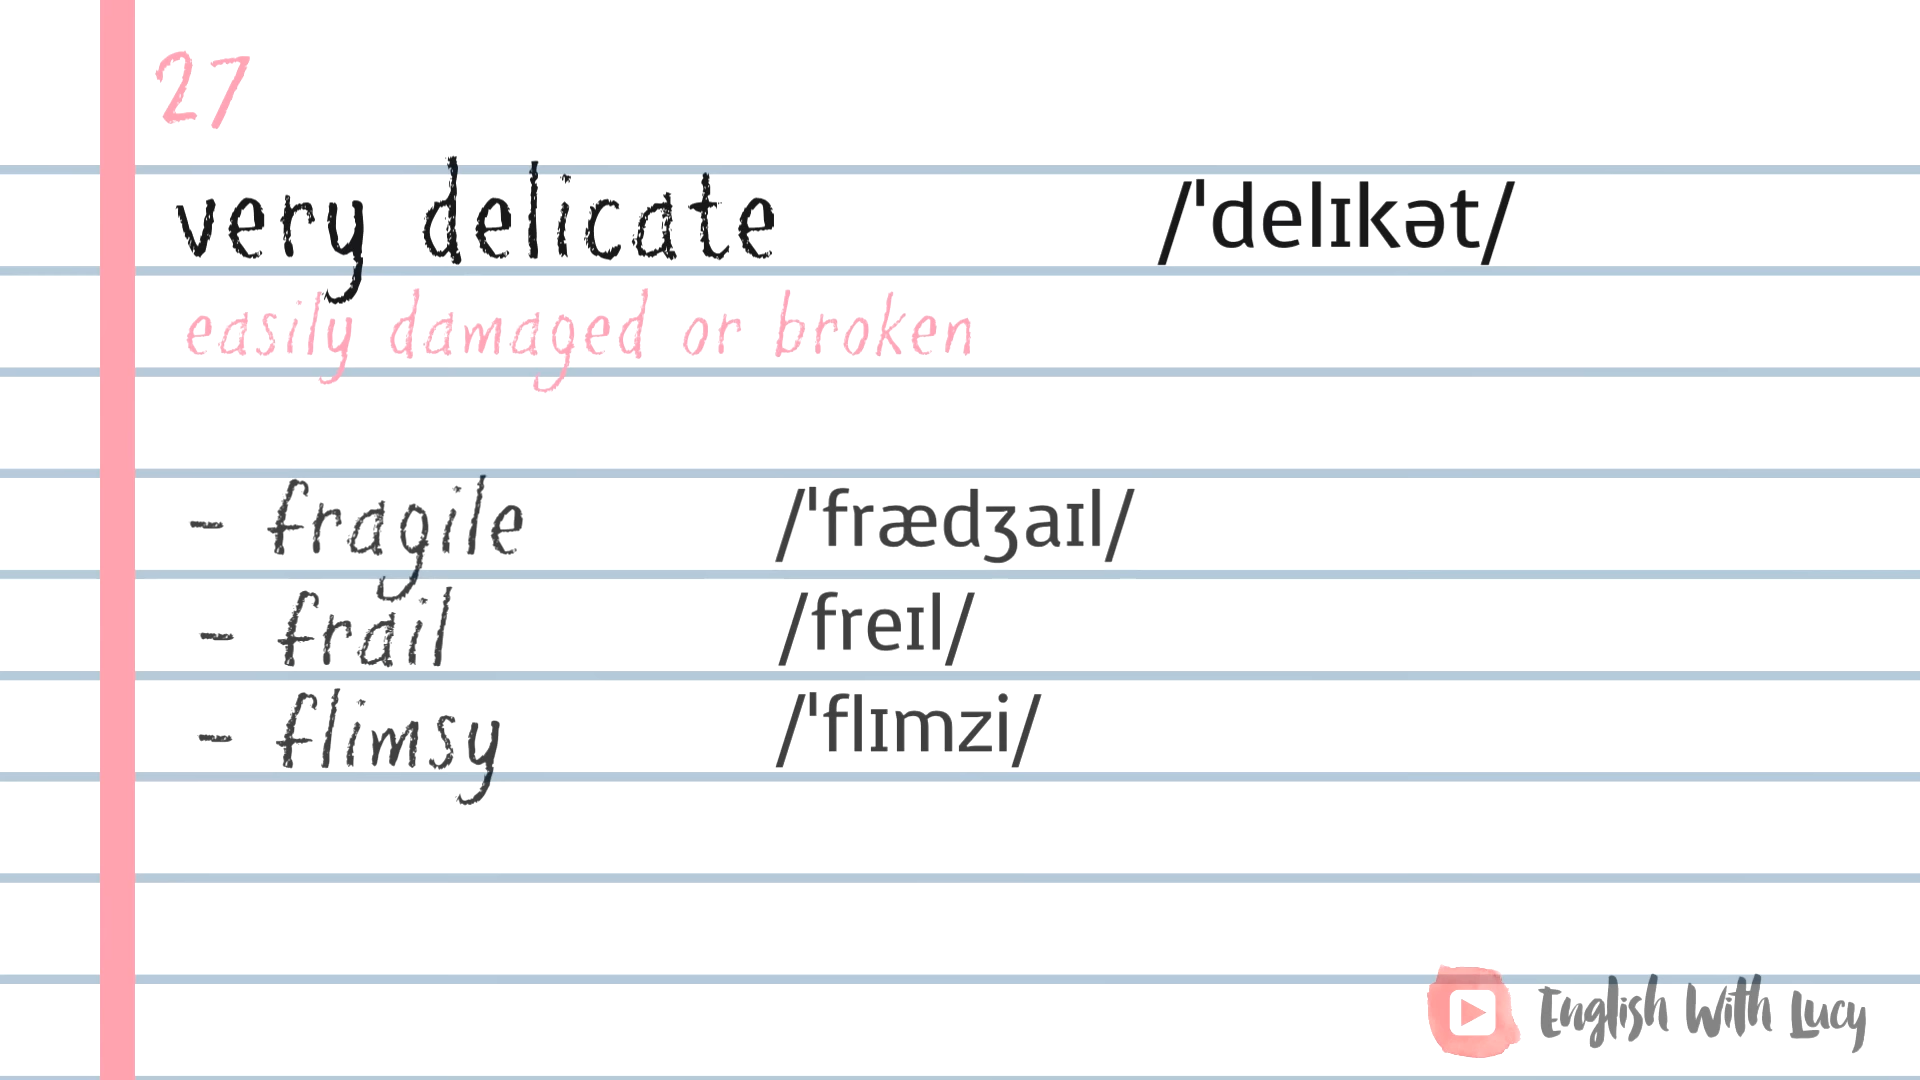 27
very delicate /ˈdelɪkət/
easily damaged or broken
- fragile /ˈfrædʒaɪl/
- frail /freɪl/
- flimsy /ˈflɪmzi/
English With Lucy